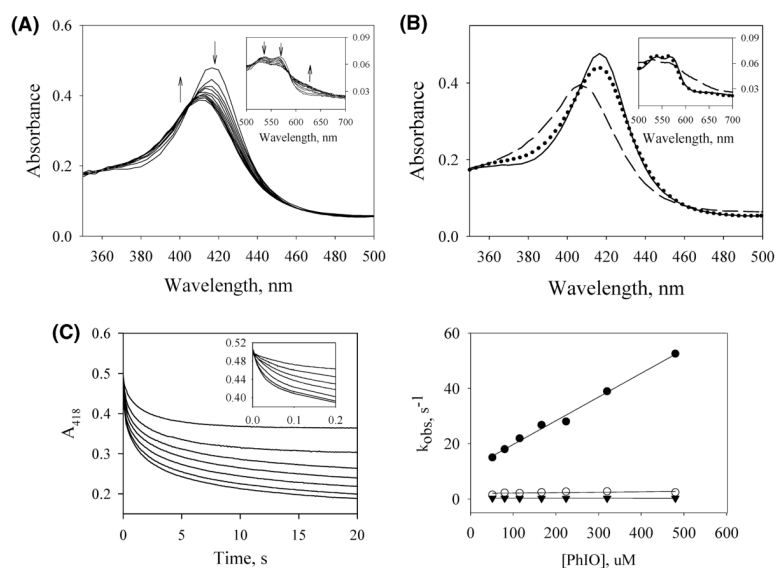 (A)
0.6
0.4
0.2
0.0
Absorbance
360 380 400 420 440 460 480 500
Wavelength, nm
0.09
0.06
0.03
500 550 600 650 700
Wavelength, nm
(B)
0.4
0.2
0.0
Absorbance
360 380 400 420 440 460 480 500
Wavelength, nm
0.09
0.06
0.03
500 550 600 650 700
Wavelength, nm
(C)
0.6
0.5
0.4
0.3
0.2
A418
0 5 10 15 20
Time, s
0.52
0.48
0.44
0.40
0.0 0.1 0.2
60
40
20
0
kobs, s-1
0 100 200 300 400 500 600
[PhIO], uM